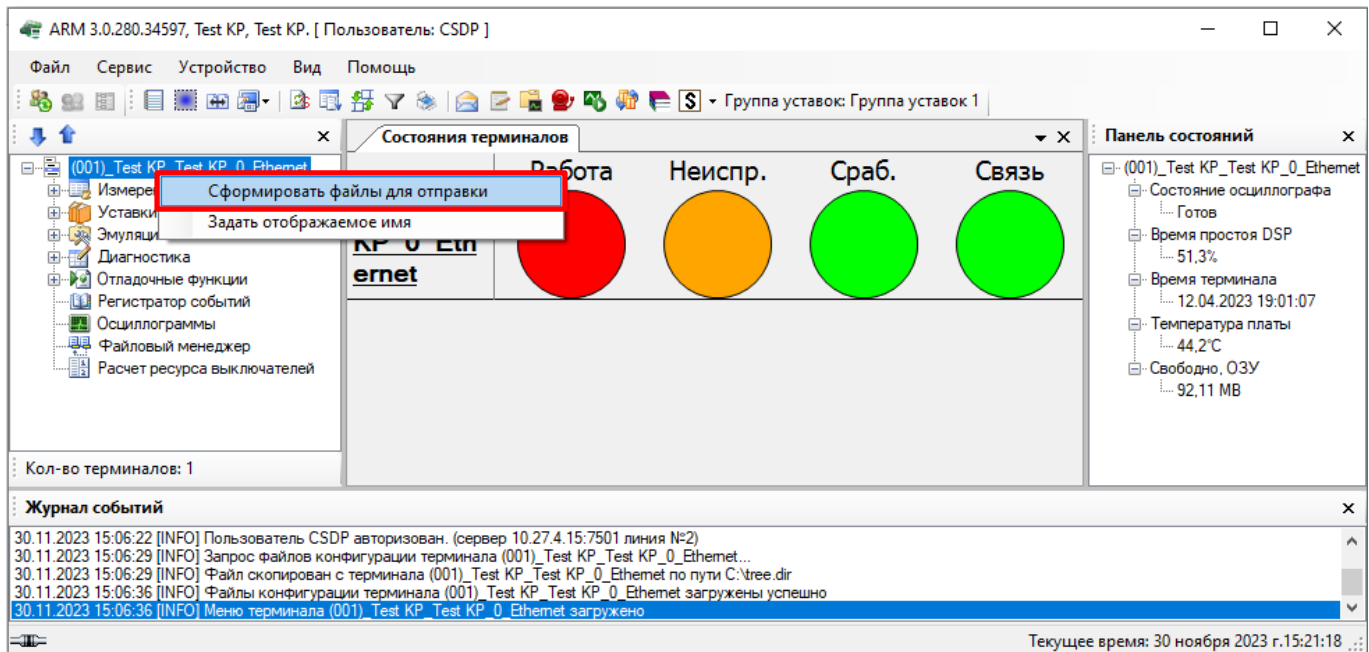 ARM 3.0.280.34597, Test KP, Test KP. [ Пользователь: CSDP ]
Файл Сервис Устройство Вид Помощь
S Группа уставок: Группа уставок 1
Состояния терминалов
Панель состояний
(001)_Test KP_Test KP_0_Ethernet
Сформировать файлы для отправки
Задать отображаемое имя
Уставки
Диагностика
Отладочные функции
Регистратор событий
Осциллограммы
Файловый менеджер
Расчет ресурса выключателей
Кол-во терминалов: 1
Работа Неиспр. Сраб. Связь
KP_0_Eth
ernet
(001)_Test KP_Test KP_0_Ethernet
Состояние осциллографа
Готов
Время простоя DSP
51,3%
Время терминала
12.04.2023 19:01:07
Температура платы
44,2°C
Свободно, ОЗУ
92,11 MB
Журнал событий
30.11.2023 15:06:22 [INFO] Пользователь CSDP авторизован. (сервер 10.27.4.15:7501 линия №2)
30.11.2023 15:06:29 [INFO] Запрос файлов конфигурации терминала (001)_Test KP_Test KP_0_Ethernet...
30.11.2023 15:06:29 [INFO] Файл скопирован с терминала (001)_Test KP_Test KP_0_Ethernet по пути C:\tree.dir
30.11.2023 15:06:36 [INFO] Файлы конфигурации терминала (001)_Test KP_Test KP_0_Ethernet загружены успешно
30.11.2023 15:06:36 [INFO] Меню терминала (001)_Test KP_Test KP_0_Ethernet загружено
Текущее время: 30 ноября 2023 г.15:21:18